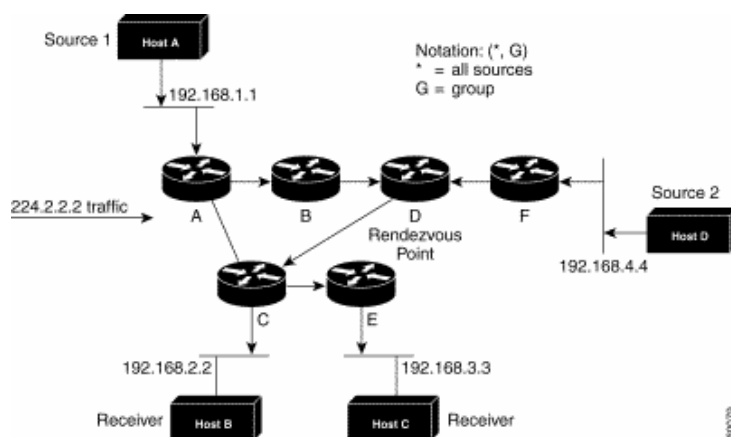 Source 1
Host A
Notation: (*, G)
* = all sources
G = group
192.168.1.1
Source 2
224.2.2.2 traffic
A
B
D
F
Host D
Rendezvous
Point
192.168.4.4
C
E
192.168.2.2
192.168.3.3
Receiver
Host B
Host C
Receiver